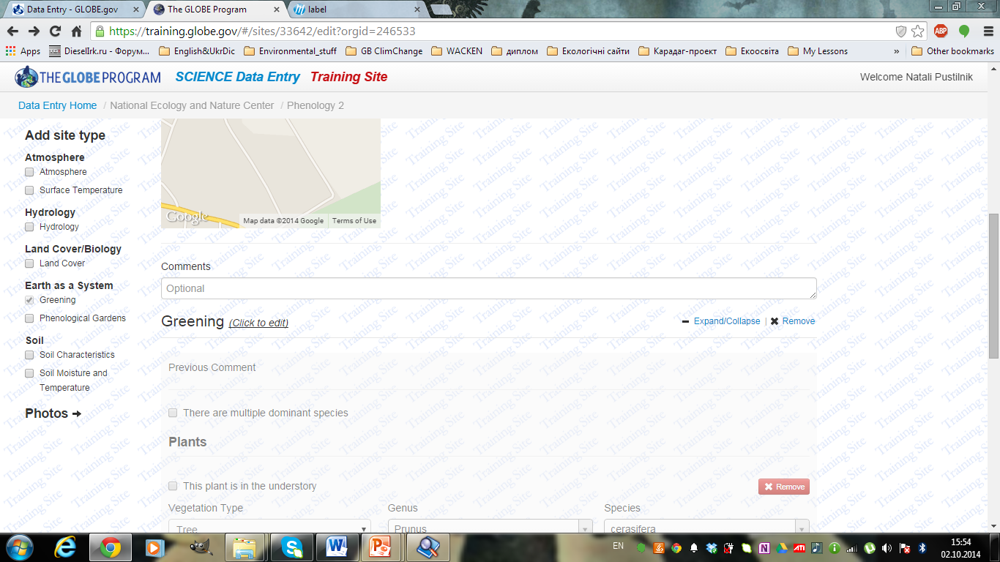 Data Entry - GLOBE.gov
The GLOBE Program
label
https://training.globe.gov/#/sites/33642/edit?orgid=246533
ABP
Apps
Dieselirk.ru - Форум...
English&UkrDic
Environmental_stuff
GB ClimChange
WACKEN
диплом
Екологічні сайти
Карадаг-проект
Екоосвіта
My Lessons
»
Other bookmarks
THE GLOBE PROGRAM
SCIENCE Data Entry Training Site
Welcome Natali Pustilnik
Data Entry Home / National Ecology and Nature Center / Phenology 2
Add site type
Atmosphere
Atmosphere
Surface Temperature
Hydrology
Hydrology
Land Cover/Biology
Land Cover
Earth as a System
Greening
Phenological Gardens
Soil
Soil Characteristics
Soil Moisture and
Temperature
Photos
Google
Map data ©2014 Google
Terms of Use
Comments
Optional
Greening (Click to edit)
Expand/Collapse | Remove
Previous Comment
There are multiple dominant species
Plants
This plant is in the understory
Remove
Vegetation Type
Genus
Species
Tree
Prunus
cerasifera
Training Site
EN
ATI
15:54
02.10.2014